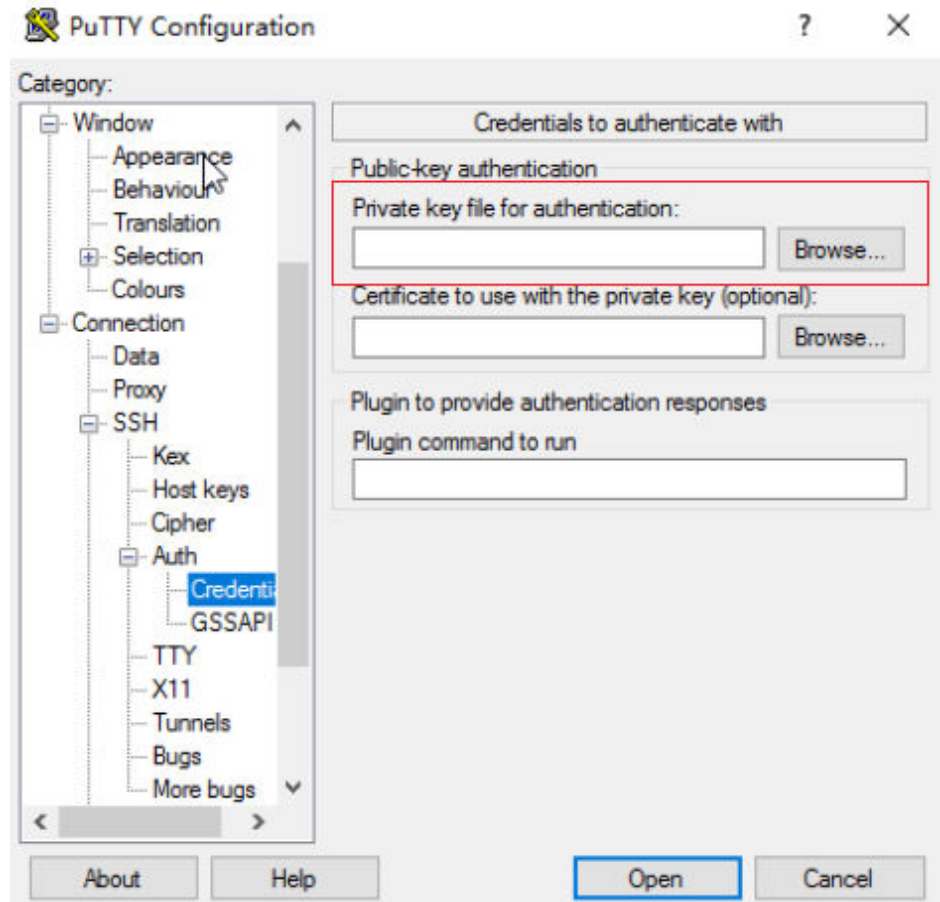 PuTTY Configuration
Category:
Window
Appearance
Behaviour
Translation
Selection
Colours
Connection
Data
Proxy
SSH
Kex
Host keys
Cipher
Auth
Credenti
GSSAPI
TTY
X11
Tunnels
Bugs
More bugs
Credentials to authenticate with
Public-key authentication
Private key file for authentication:
Browse...
Certificate to use with the private key (optional):
Browse...
Plugin to provide authentication responses
Plugin command to run
About
Help
Open
Cancel